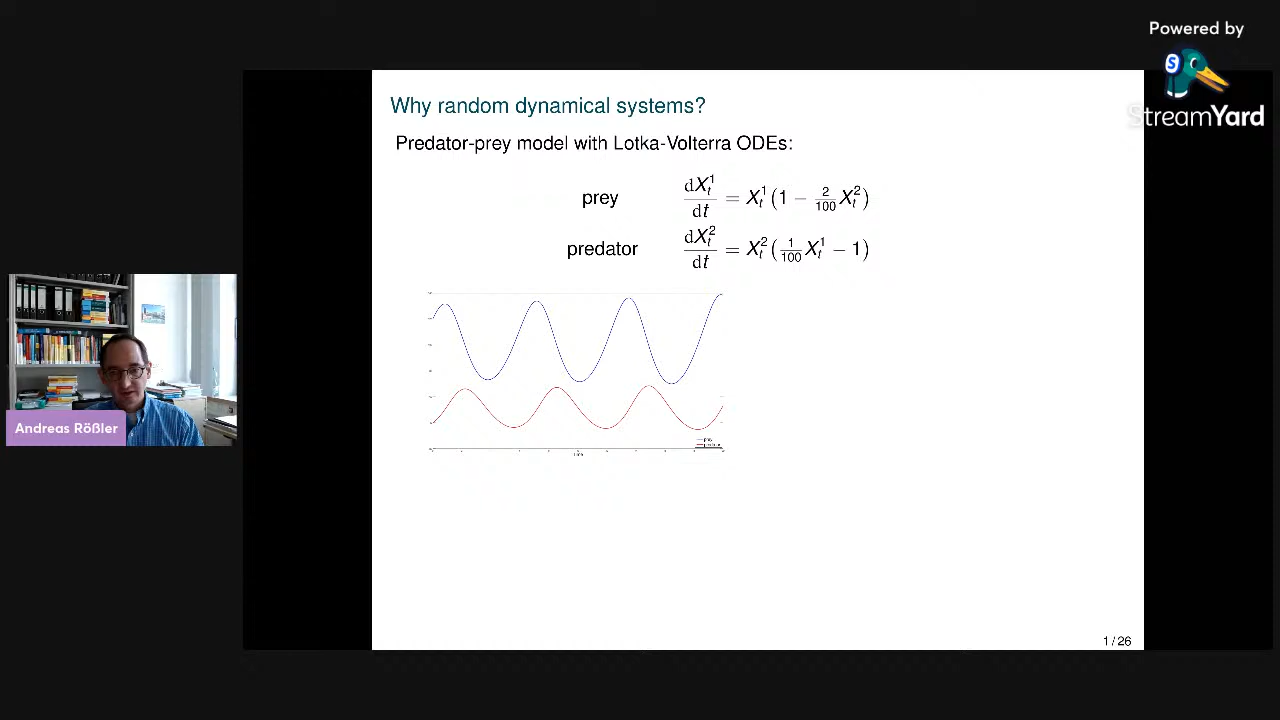 Powered by
StreamYard
Why random dynamical systems?
Predator-prey model with Lotka-Volterra ODEs:
prey dX_t^1/dt = X_t^1(1 − 2/100 X_t^2)
predator dX_t^2/dt = X_t^2(1/100 X_t^1 − 1)
Andreas Rößler
prey
1 / 26